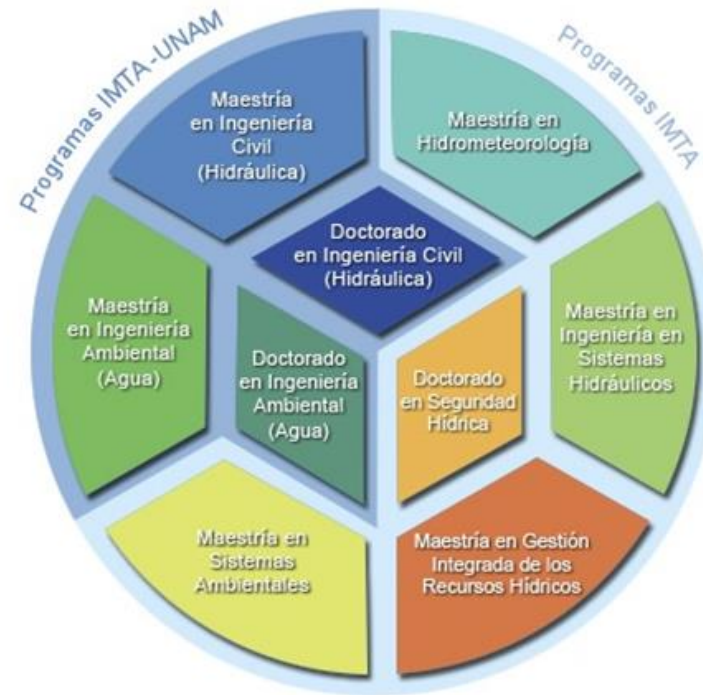 Programas IMTA-UNAM
Programas IMTA
Maestría
en Ingeniería
Civil
(Hidráulica)
Maestría en
Hidrometeorología
Doctorado
en Ingeniería Civil
(Hidráulica)
Maestría
en Ingeniería
Ambiental
(Agua)
Doctorado
en Ingeniería
Ambiental
(Agua)
Doctorado
en Seguridad
Hídrica
Maestría en
Ingeniería en
Sistemas
Hidráulicos
Maestría en
Sistemas
Ambientales
Maestría en Gestión
Integrada de los
Recursos Hídricos